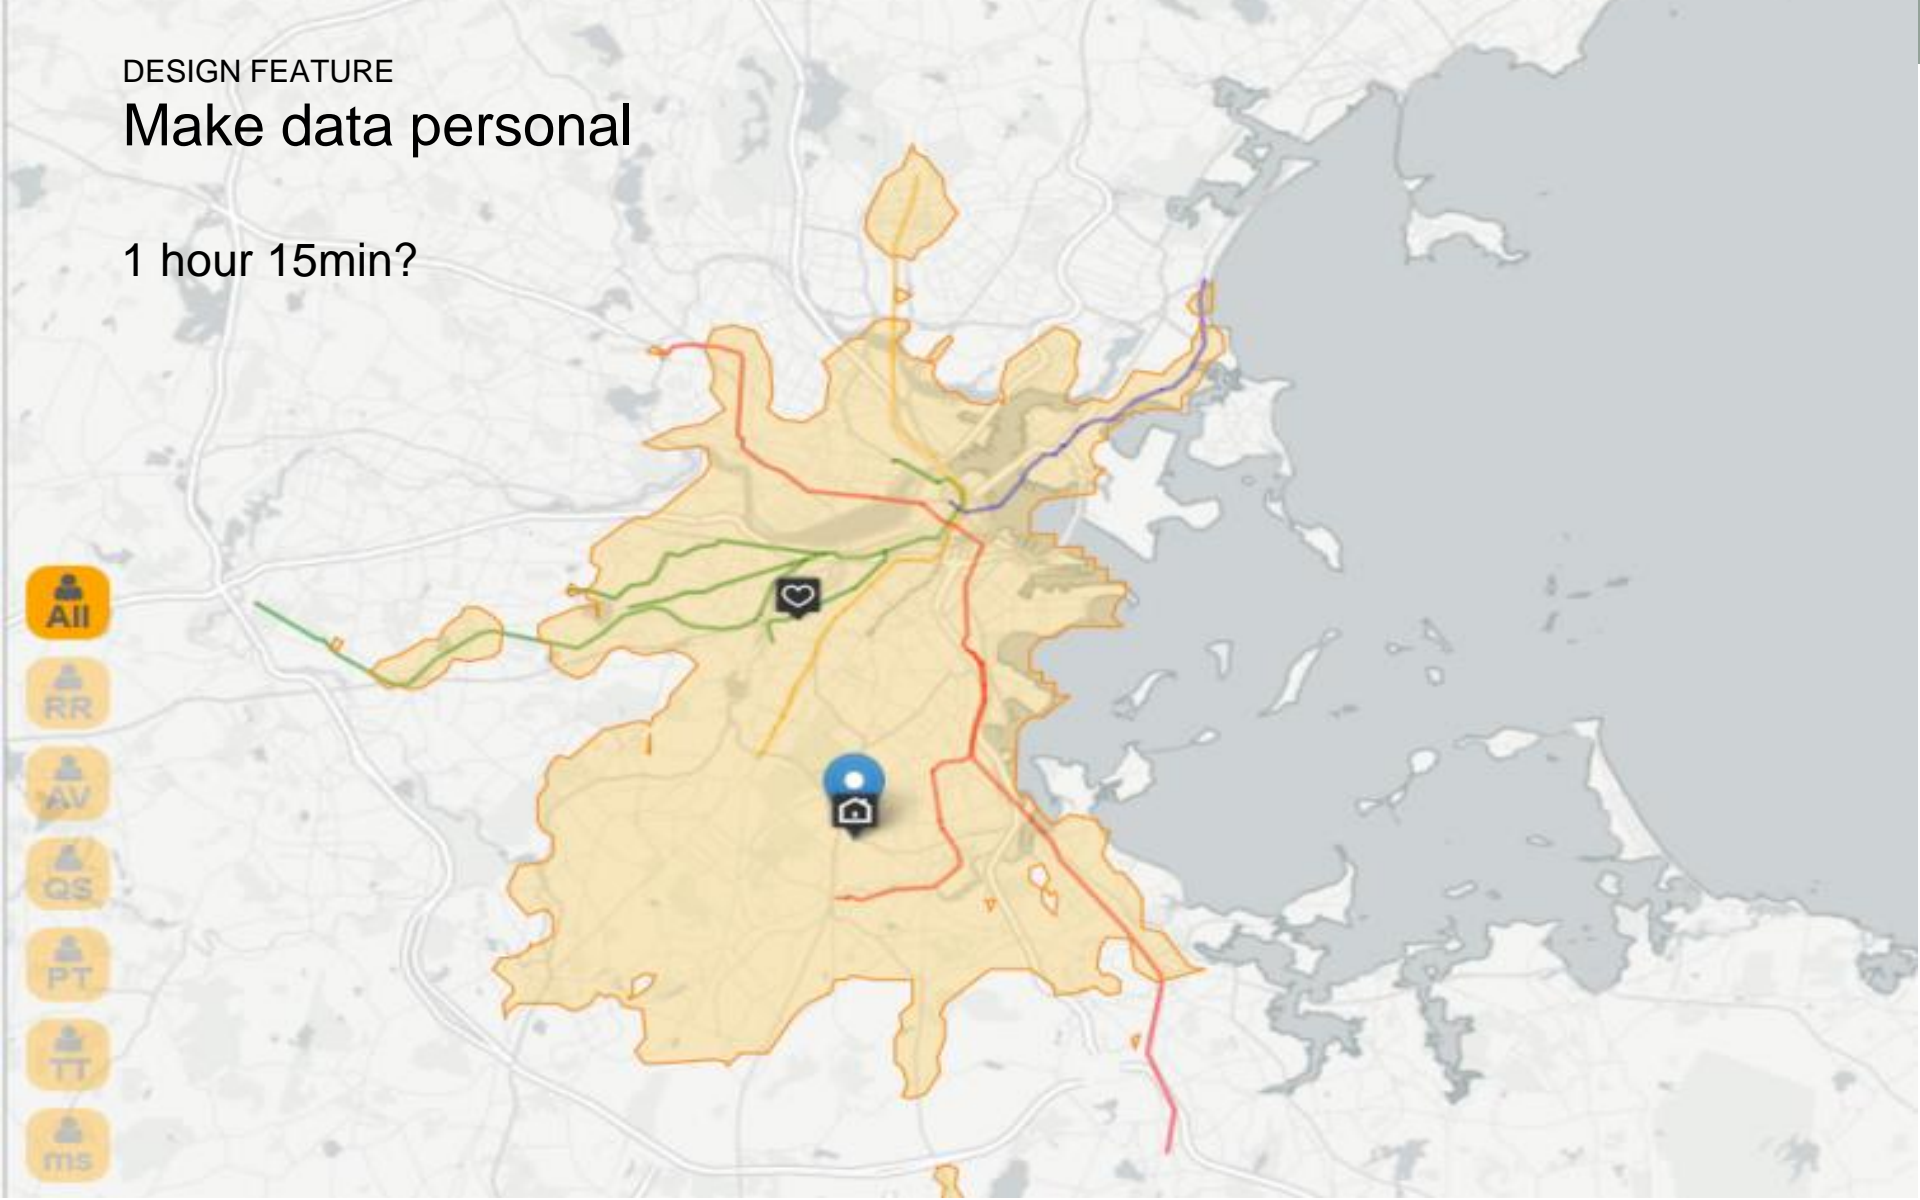 DESIGN FEATURE
Make data personal
1 hour 15min?
All
RR
AV
QS
PT
TT
ms